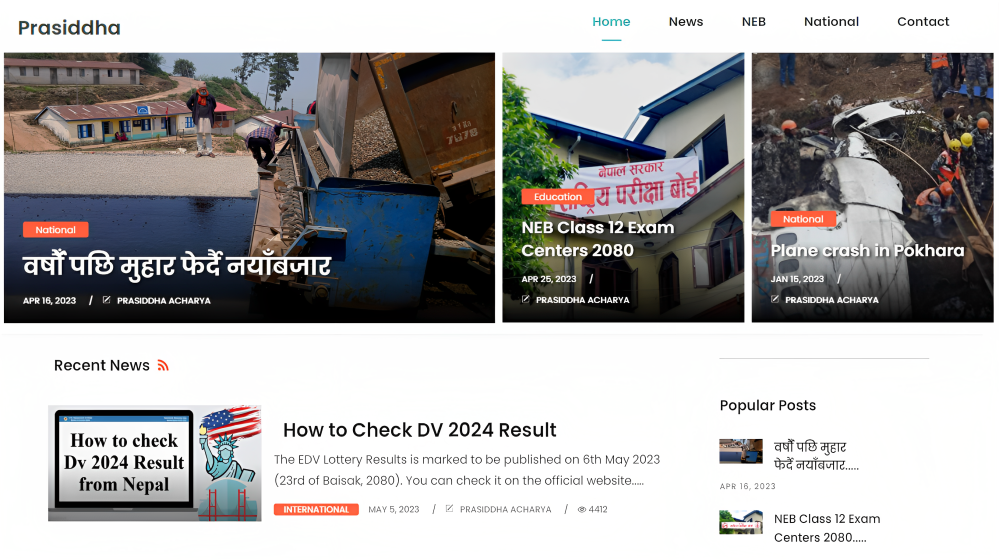 Prasiddha
Home News NEB National Contact
National
वर्षौं पछि मुहार फेर्दै नयाँबजार
APR 16, 2023 / PRASIDDHA ACHARYA
नेपाल सरकार
राष्ट्रिय परीक्षा बोर्ड
Education
NEB Class 12 Exam
Centers 2080
APR 25, 2023 /
PRASIDDHA ACHARYA
National
Plane crash in Pokhara
JAN 15, 2023 /
PRASIDDHA ACHARYA
Recent News
How to check
Dv 2024 Result
from Nepal
How to Check DV 2024 Result
The EDV Lottery Results is marked to be published on 6th May 2023
(23rd of Baisak, 2080). You can check it on the official website.....
INTERNATIONAL MAY 5, 2023 / PRASIDDHA ACHARYA / 4412
Popular Posts
वर्षौं पछि मुहार
फेर्दै नयाँबजार.....
APR 16, 2023
NEB Class 12 Exam
Centers 2080.....